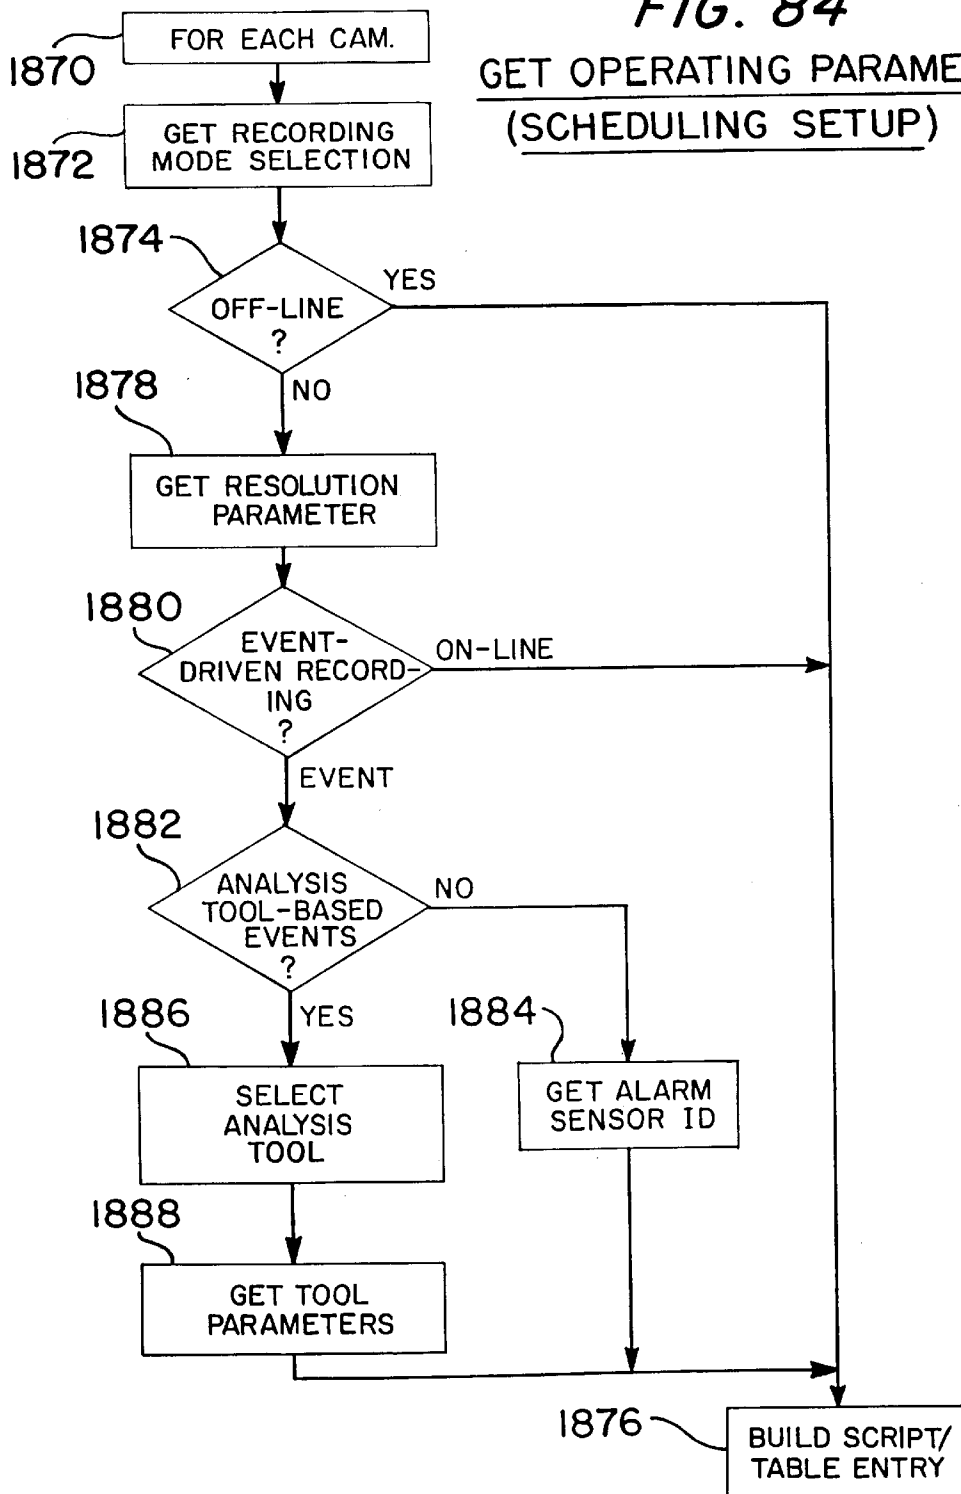 FIG. 84
GET OPERATING PARAME
(SCHEDULING SETUP)
FOR EACH CAM.
1870
GET RECORDING
MODE SELECTION
1872
1874
OFF-LINE
?
YES
NO
1878
GET RESOLUTION
PARAMETER
1880
EVENT-
DRIVEN RECORD-
ING
?
ON-LINE
EVENT
1882
ANALYSIS
TOOL-BASED
EVENTS
?
NO
YES
1886
SELECT
ANALYSIS
TOOL
1884
GET ALARM
SENSOR ID
1888
GET TOOL
PARAMETERS
1876
BUILD SCRIPT/
TABLE ENTRY